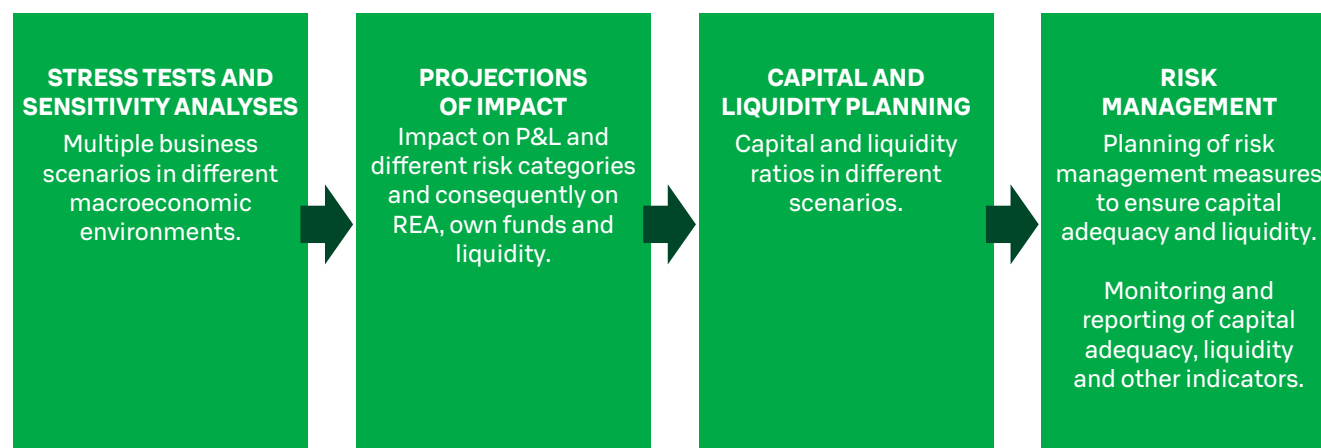 STRESS TESTS AND
SENSITIVITY ANALYSES
Multiple business
scenarios in different
macroeconomic
environments.
PROJECTIONS
OF IMPACT
Impact on P&L and
different risk categories
and consequently on
REA, own funds and
liquidity.
CAPITAL AND
LIQUIDITY PLANNING
Capital and liquidity
ratios in different
scenarios.
RISK
MANAGEMENT
Planning of risk
management measures
to ensure capital
adequacy and liquidity.
Monitoring and
reporting of capital
adequacy, liquidity
and other indicators.